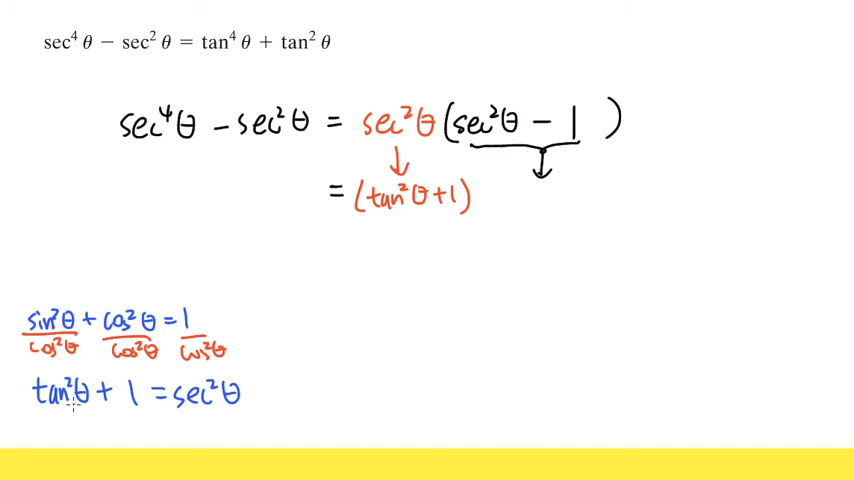 sec⁴ θ − sec² θ = tan⁴ θ + tan² θ
sec⁴θ - sec²θ = sec²θ (sec²θ - 1 )
= (tan²θ + 1)
sin²θ + cos²θ = 1
cos²θ cos²θ cos²θ
tan²θ + 1 = sec²θ